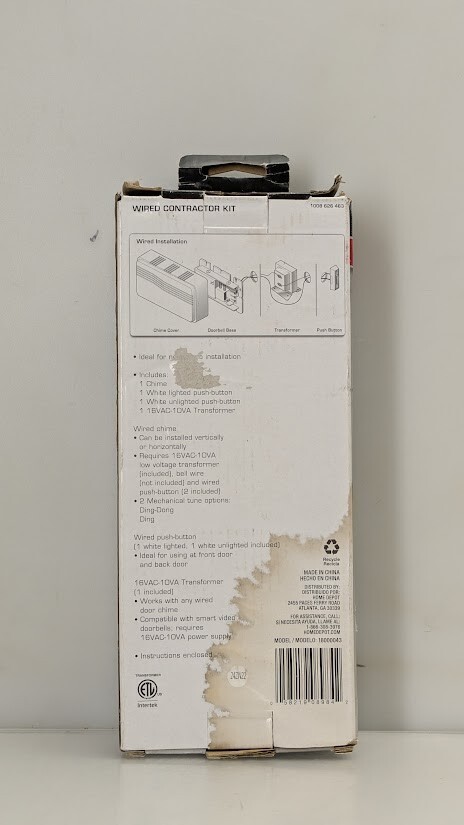 WIRED CONTRACTOR KIT
1008 626 463
Wired Installation
Chime Cover
Doorbell Base
Transformer
Push Button
• Ideal for installation
• Includes:
1 Chime
1 White lighted push-button
1 White unlighted push-button
1 16VAC-10VA Transformer
Wired chime
• Can be installed vertically
or horizontally
• Requires 16VAC-10VA
low voltage transformer
(included), bell wire
(not included) and wired
push-button (2 included)
• 2 Mechanical tune options:
Ding-Dong
Ding
Wired push-button
(1 white lighted, 1 white unlighted included)
• Ideal for using at front door
and back door
16VAC-10VA Transformer
(1 included)
• Works with any wired
door chime
• Compatible with smart video
doorbells; requires
16VAC-10VA power supply
• Instructions enclosed
ETL
Intertek
Recycle
Recicle
MADE IN CHINA
HECHO EN CHINA
DISTRIBUTED BY:
DISTRIBUIDO POR:
HOME DEPOT
2455 PACES FERRY ROAD
ATLANTA, GA 30339
FOR ASSISTANCE, CALL:
SI NECESITA AYUDA, LLAME AL:
HOMEDEPOT.COM
MODEL / MODELO: 18000043